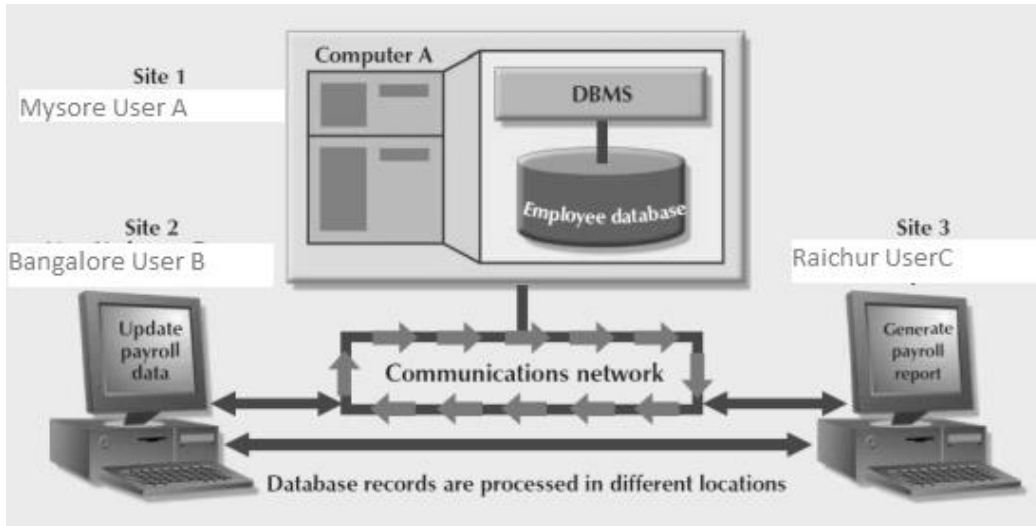 Computer A
Site 1
Mysore User A
DBMS
Employee database
Site 2
Bangalore User B
Site 3
Raichur UserC
Update
payroll
data
Generate
payroll
report
Communications network
Database records are processed in different locations